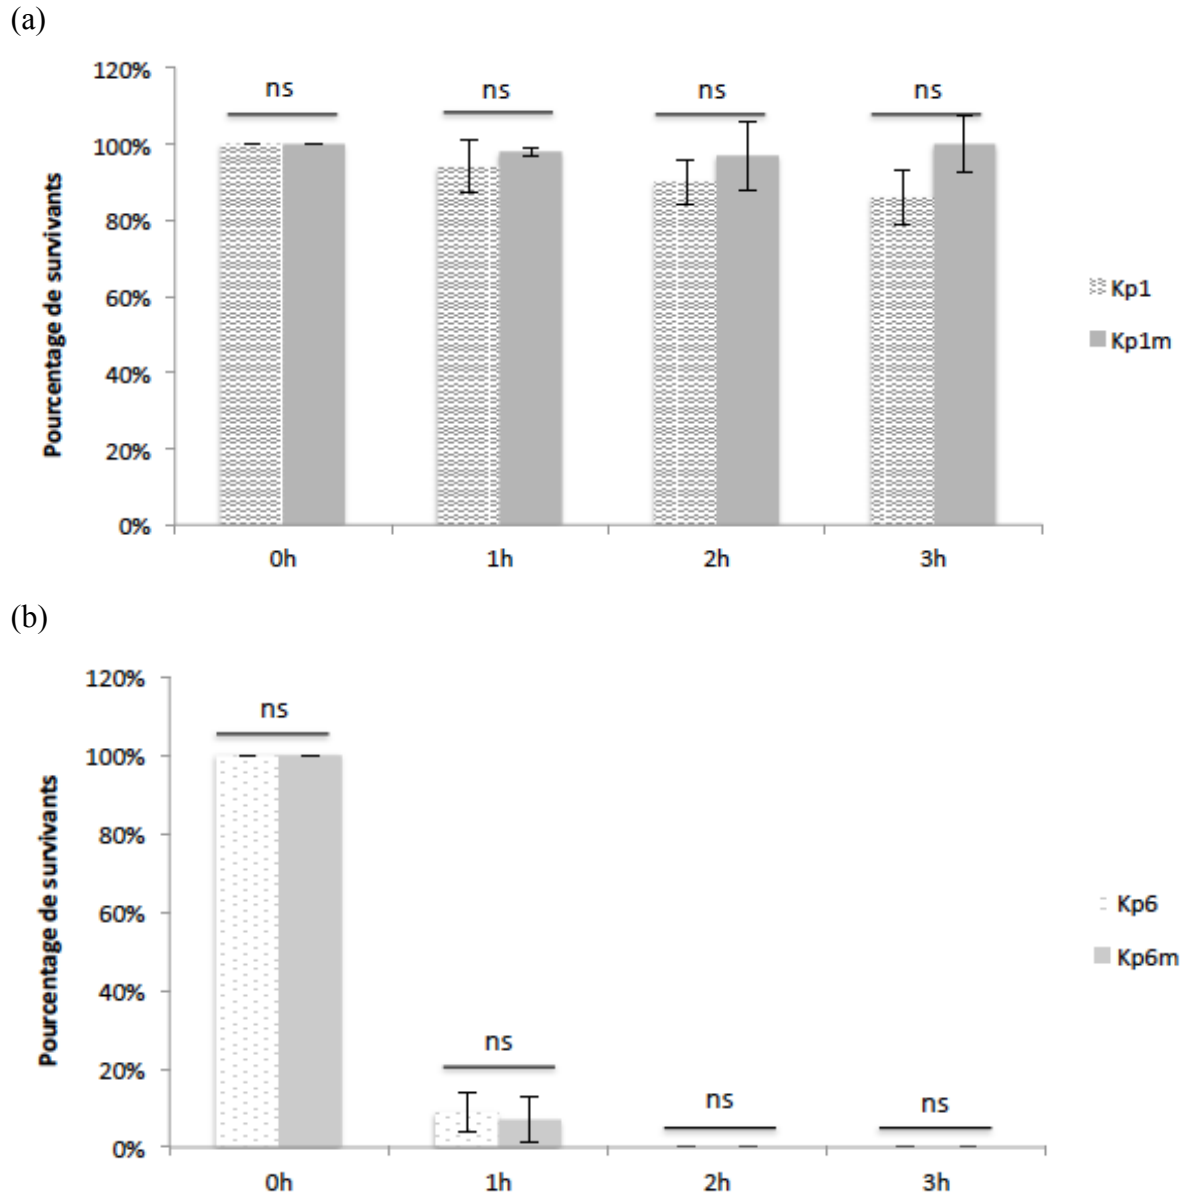 (a)
120%
100%
80%
60%
40%
20%
0%
Pourcentage de survivants
ns
ns
ns
ns
0h
1h
2h
3h
Kp1
Kp1m
(b)
120%
100%
80%
60%
40%
20%
0%
Pourcentage de survivants
ns
ns
ns
ns
0h
1h
2h
3h
Kp6
Kp6m